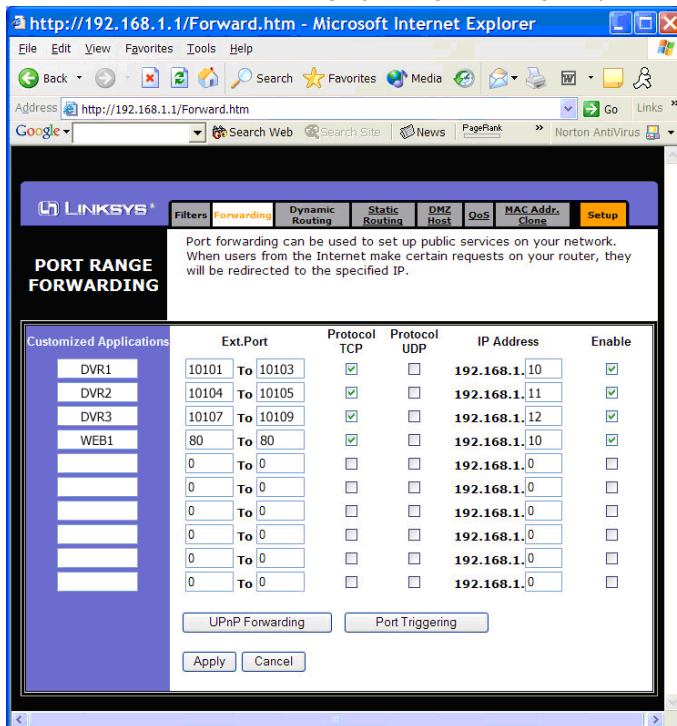 http://192.168.1.1/Forward.htm - Microsoft Internet Explorer
File Edit View Favorites Tools Help
Back Search Favorites Media
Address http://192.168.1.1/Forward.htm Go Links »
Google Search Web Search Site News PageRank » Norton AntiVirus
LINKSYS® Filters Forwarding Dynamic Routing Static Routing DMZ Host QoS MAC Addr. Clone Setup
PORT RANGE FORWARDING
Port forwarding can be used to set up public services on your network.
When users from the Internet make certain requests on your router, they
will be redirected to the specified IP.
Customized Applications Ext.Port Protocol TCP Protocol UDP IP Address Enable
DVR1 10101 To 10103 192.168.1. 10
DVR2 10104 To 10105 192.168.1. 11
DVR3 10107 To 10109 192.168.1. 12
WEB1 80 To 80 192.168.1. 10
0 To 0 192.168.1. 0
0 To 0 192.168.1. 0
0 To 0 192.168.1. 0
0 To 0 192.168.1. 0
0 To 0 192.168.1. 0
0 To 0 192.168.1. 0
UPnP Forwarding Port Triggering
Apply Cancel